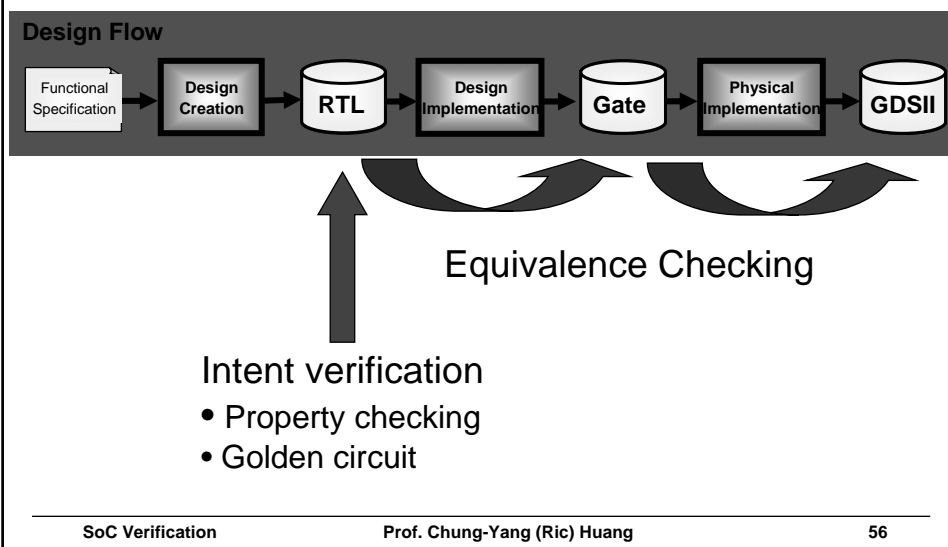 Design Flow
Functional
Specification
Design
Creation
RTL
Design
Implementation
Gate
Physical
Implementation
GDSII
Equivalence Checking
Intent verification
• Property checking
• Golden circuit
SoC Verification Prof. Chung-Yang (Ric) Huang 56